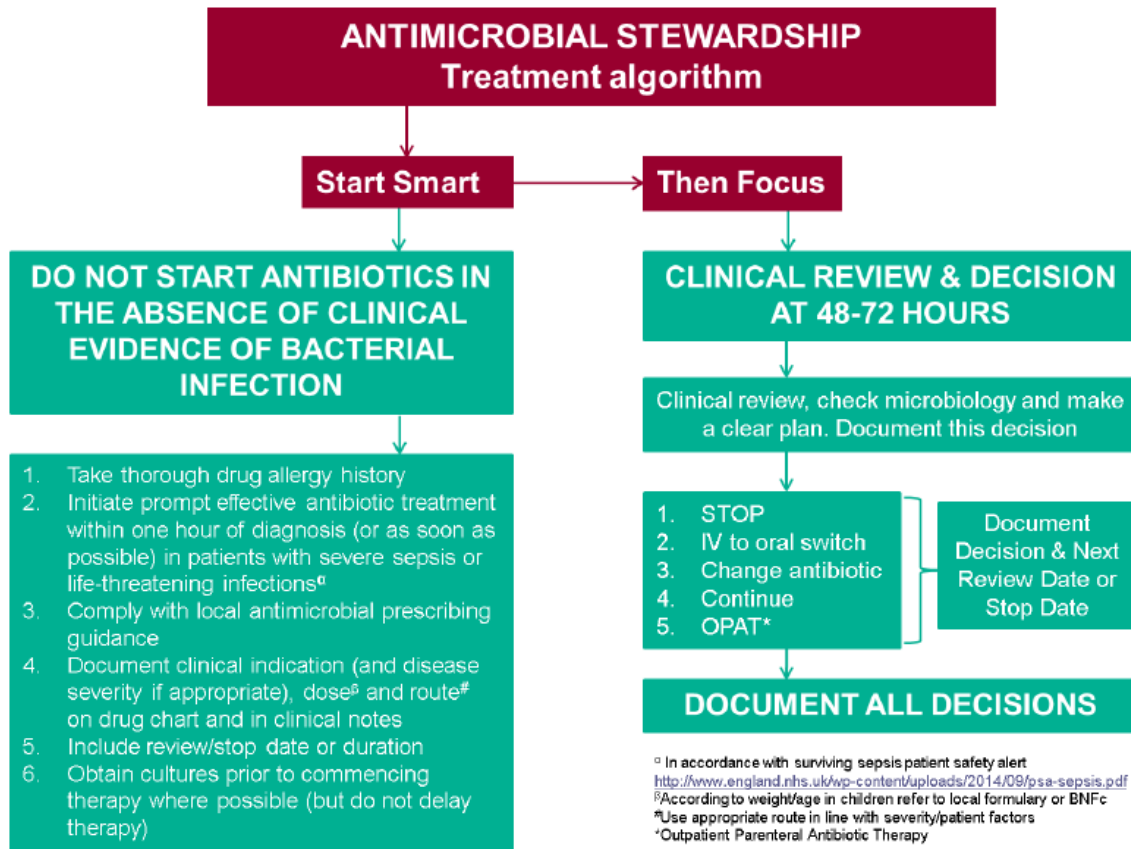 ANTIMICROBIAL STEWARDSHIP
Treatment algorithm
Start Smart
Then Focus
DO NOT START ANTIBIOTICS IN
THE ABSENCE OF CLINICAL
EVIDENCE OF BACTERIAL
INFECTION
1. Take thorough drug allergy history
2. Initiate prompt effective antibiotic treatment
within one hour of diagnosis (or as soon as
possible) in patients with severe sepsis or
life-threatening infectionsα
3. Comply with local antimicrobial prescribing
guidance
4. Document clinical indication (and disease
severity if appropriate), doseβ and route#
on drug chart and in clinical notes
5. Include review/stop date or duration
6. Obtain cultures prior to commencing
therapy where possible (but do not delay
therapy)
CLINICAL REVIEW & DECISION
AT 48-72 HOURS
Clinical review, check microbiology and make
a clear plan. Document this decision
1. STOP
2. IV to oral switch
3. Change antibiotic
4. Continue
5. OPAT*
Document
Decision & Next
Review Date or
Stop Date
DOCUMENT ALL DECISIONS
α In accordance with surviving sepsis patient safety alert
http://www.england.nhs.uk/wp-content/uploads/2014/09/psa-sepsis.pdf
βAccording to weight/age in children refer to local formulary or BNFc
#Use appropriate route in line with severity/patient factors
*Outpatient Parenteral Antibiotic Therapy